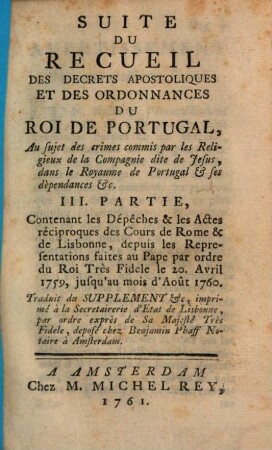 SUITE
DU
RECUEIL
DES DECRETS APOSTOLIQUES
ET DES ORDONNANCES
DU
ROI DE PORTUGAL,
Au sujet des crimes commis par les Reli-
gieux de la Compagnie dite de Jesus,
dans le Royaume de Portugal & ses
dèpendances &c.
III. PARTIE,
Contenant les Dépêches & les Actes
réciproques des Cours de Rome &
de Lisbonne, depuis les Repre-
sentations faites au Pape par ordre
du Roi Très Fidele le 20. Avril
1759, jusqu'au mois d'Août 1760.
Traduit du SUPPLEMENT &c, impri-
mé à la Secretairerie d'Etat de Lisbonne,
par ordre exprès de Sa Majesté Très
Fidele, deposé chez Benjamin Phaff No-
taire à Amsterdam.
A AMSTERDAM
Chez M. MICHEL REY,
1761.